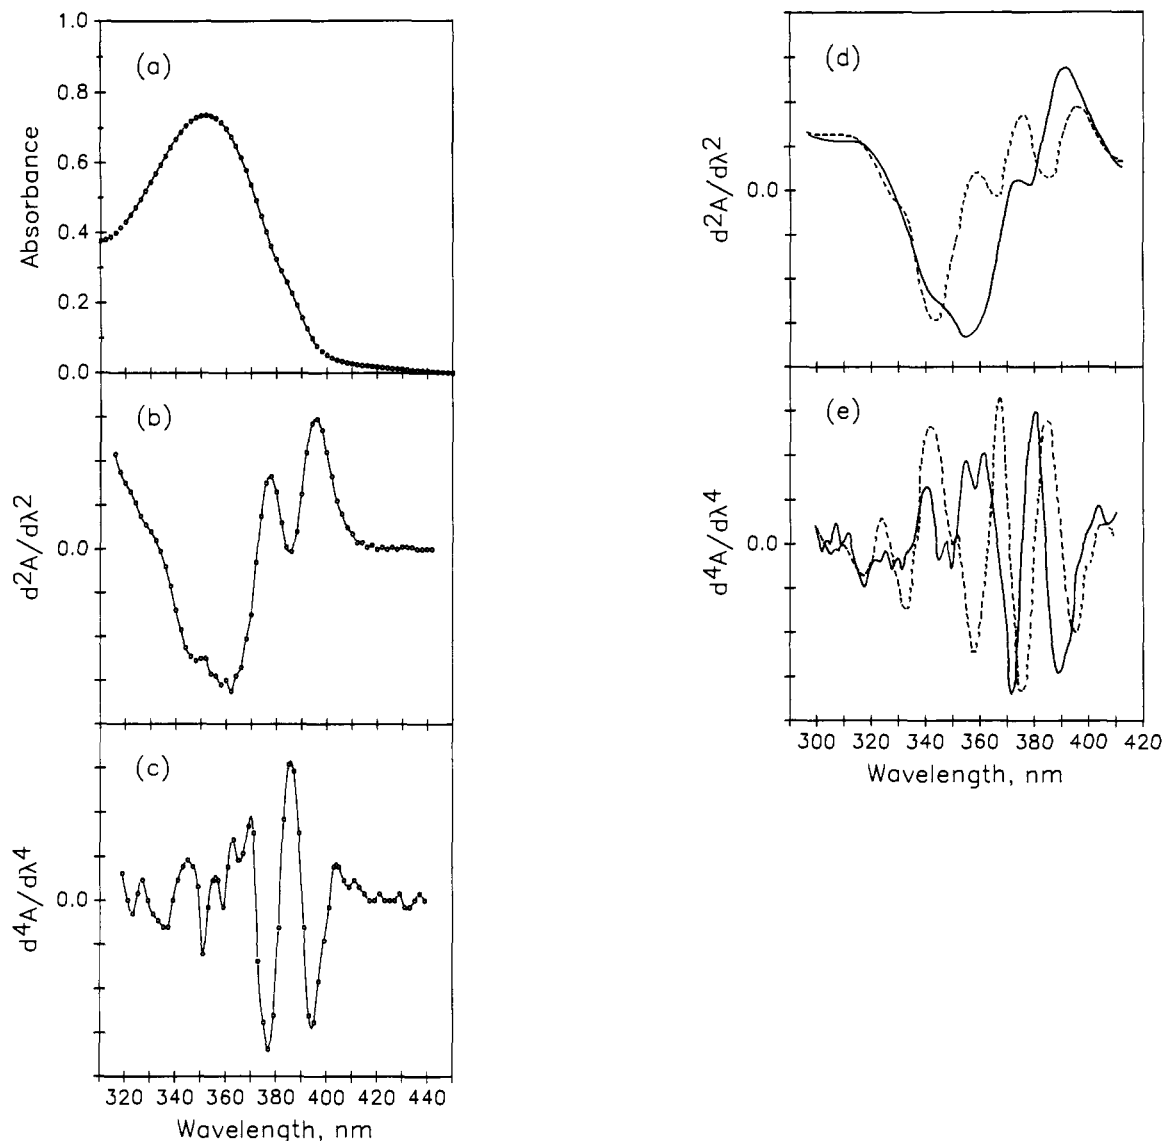 (a)
1.0
0.8
0.6
0.4
0.2
0.0
Absorbance
(b)
0.0
d²A/dλ²
(c)
0.0
d⁴A/dλ⁴
320 340 360 380 400 420 440
Wavelength, nm
(d)
0.0
d²A/dλ²
(e)
0.0
d⁴A/dλ⁴
300 320 340 360 380 400 420
Wavelength, nm